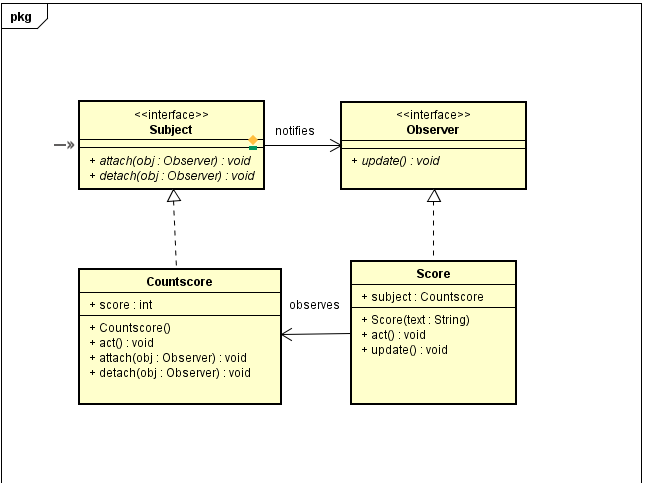 pkg
<<interface>>
Subject
+ attach(obj : Observer) : void
+ detach(obj : Observer) : void
notifies
<<interface>>
Observer
+ update() : void
Countscore
+ score : int
+ Countscore()
+ act() : void
+ attach(obj : Observer) : void
+ detach(obj : Observer) : void
observes
Score
+ subject : Countscore
+ Score(text : String)
+ act() : void
+ update() : void